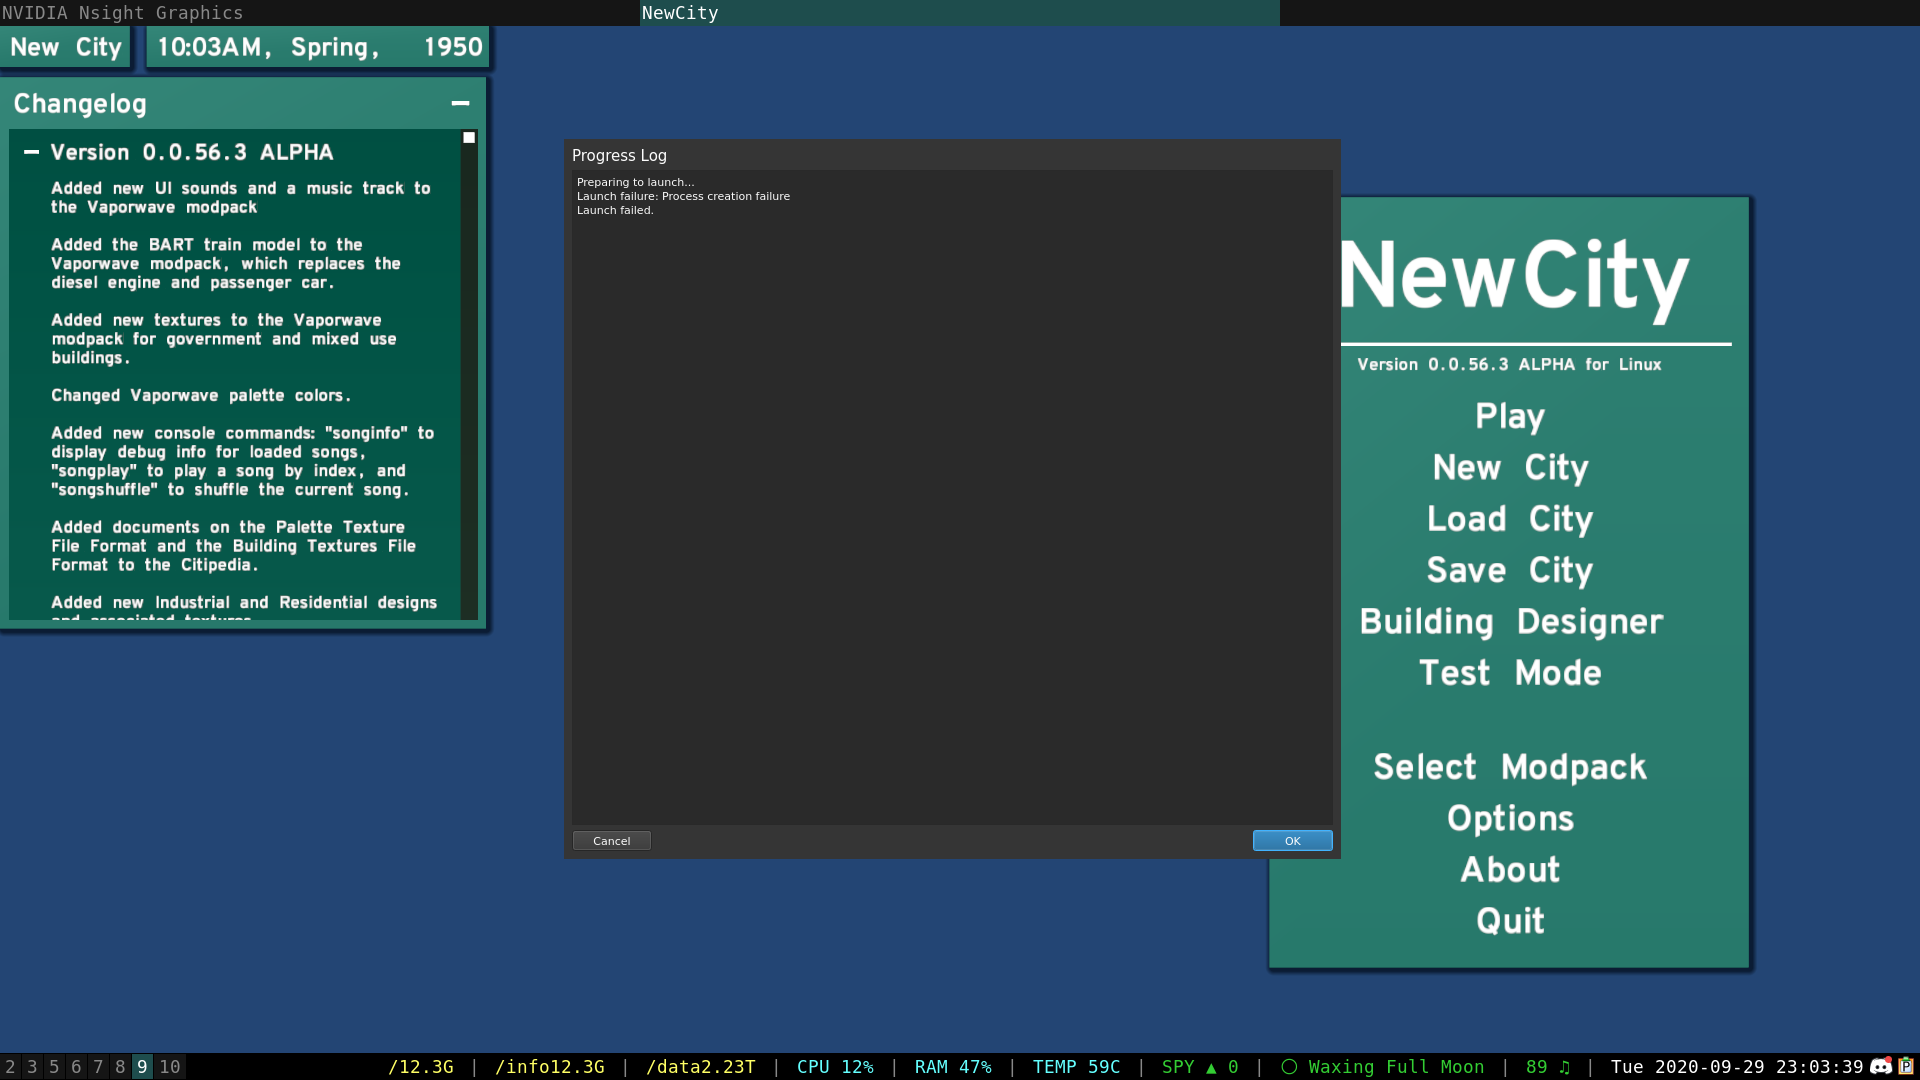 NVIDIA Nsight Graphics
NewCity
New City
10:03AM, Spring, 1950
Changelog
Version 0.0.56.3 ALPHA
Added new UI sounds and a music track to
the Vaporwave modpack
Added the BART train model to the
Vaporwave modpack, which replaces the
diesel engine and passenger car.
Added new textures to the Vaporwave
modpack for government and mixed use
buildings.
Changed Vaporwave palette colors.
Added new console commands: "songinfo" to
display debug info for loaded songs,
"songplay" to play a song by index, and
"songshuffle" to shuffle the current song.
Added documents on the Palette Texture
File Format and the Building Textures File
Format to the Citipedia.
Added new Industrial and Residential designs
and associated textures.
Progress Log
Preparing to launch...
Launch failure: Process creation failure
Launch failed.
Cancel
OK
NewCity
Version 0.0.56.3 ALPHA for Linux
Play
New City
Load City
Save City
Building Designer
Test Mode
Select Modpack
Options
About
Quit
2 3 5 6 7 8 9 10
/12.3G | /info12.3G | /data2.23T | CPU 12% | RAM 47% | TEMP 59C | SPY ▲ 0 | ○ Waxing Full Moon | 89 ♫ | Tue 2020-09-29 23:03:39